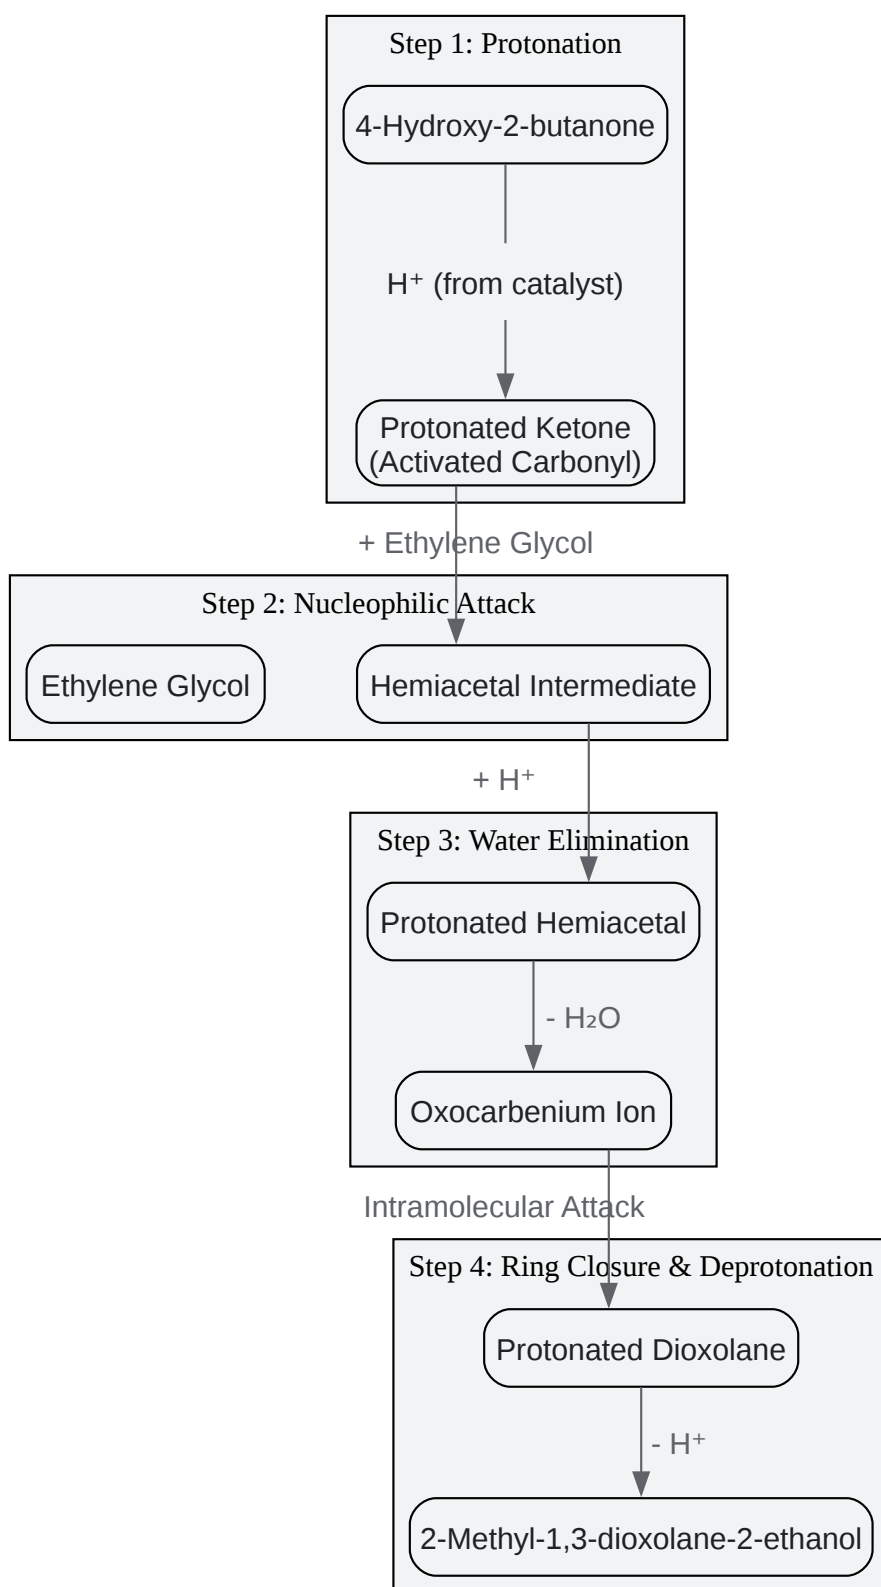 Step 1: Protonation
4-Hydroxy-2-butanone
H⁺ (from catalyst)
Protonated Ketone
(Activated Carbonyl)
+ Ethylene Glycol
Step 2: Nucleophilic Attack
Ethylene Glycol
Hemiacetal Intermediate
+ H⁺
Step 3: Water Elimination
Protonated Hemiacetal
- H₂O
Oxocarbenium Ion
Intramolecular Attack
Step 4: Ring Closure & Deprotonation
Protonated Dioxolane
- H⁺
2-Methyl-1,3-dioxolane-2-ethanol